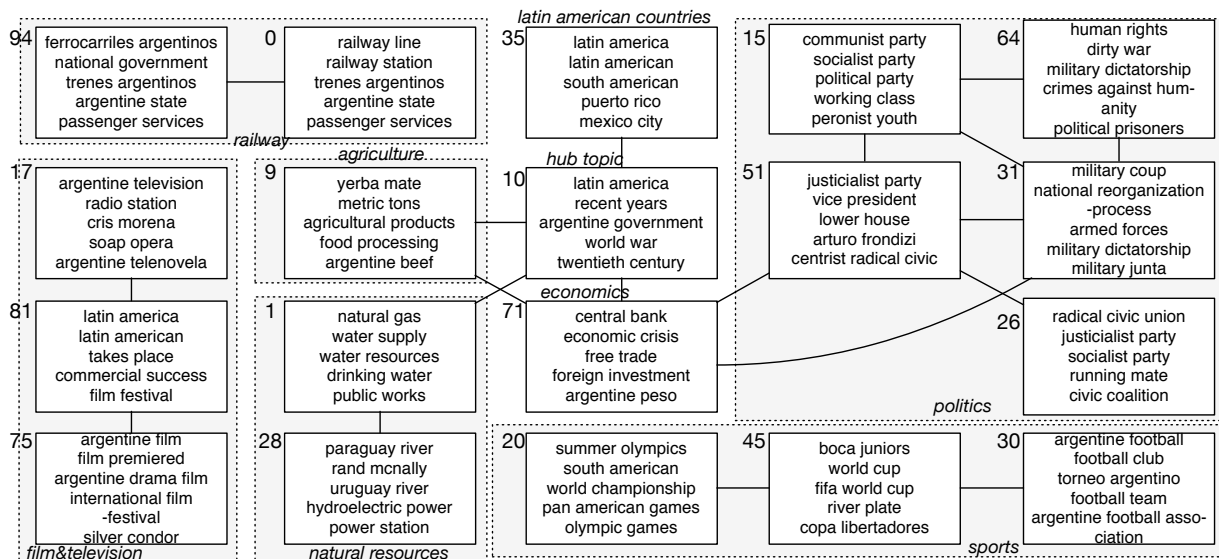 94
ferrocarriles argentinos
national government
trenes argentinos
argentine state
passenger services
0
railway line
railway station
trenes argentinos
argentine state
passenger services
railway
latin american countries
35
latin america
latin american
south american
puerto rico
mexico city
15
communist party
socialist party
political party
working class
peronist youth
64
human rights
dirty war
military dictatorship
crimes against hum-
anity
political prisoners
17
argentine television
radio station
cris morena
soap opera
argentine telenovela
agriculture
9
yerba mate
metric tons
agricultural products
food processing
argentine beef
hub topic
10
latin america
recent years
argentine government
world war
twentieth century
51
justicialist party
vice president
lower house
arturo frondizi
centrist radical civic
31
military coup
national reorganization
-process
armed forces
military dictatorship
military junta
81
latin america
latin american
takes place
commercial success
film festival
1
natural gas
water supply
water resources
drinking water
public works
economics
71
central bank
economic crisis
free trade
foreign investment
argentine peso
26
radical civic union
justicialist party
socialist party
running mate
civic coalition
politics
75
argentine film
film premiered
argentine drama film
international film
-festival
silver condor
film&television
28
paraguay river
rand mcnally
uruguay river
hydroelectric power
power station
natural resources
20
summer olympics
south american
world championship
pan american games
olympic games
45
boca juniors
world cup
fifa world cup
river plate
copa libertadores
30
argentine football
football club
torneo argentino
football team
argentine football asso-
ciation
sports